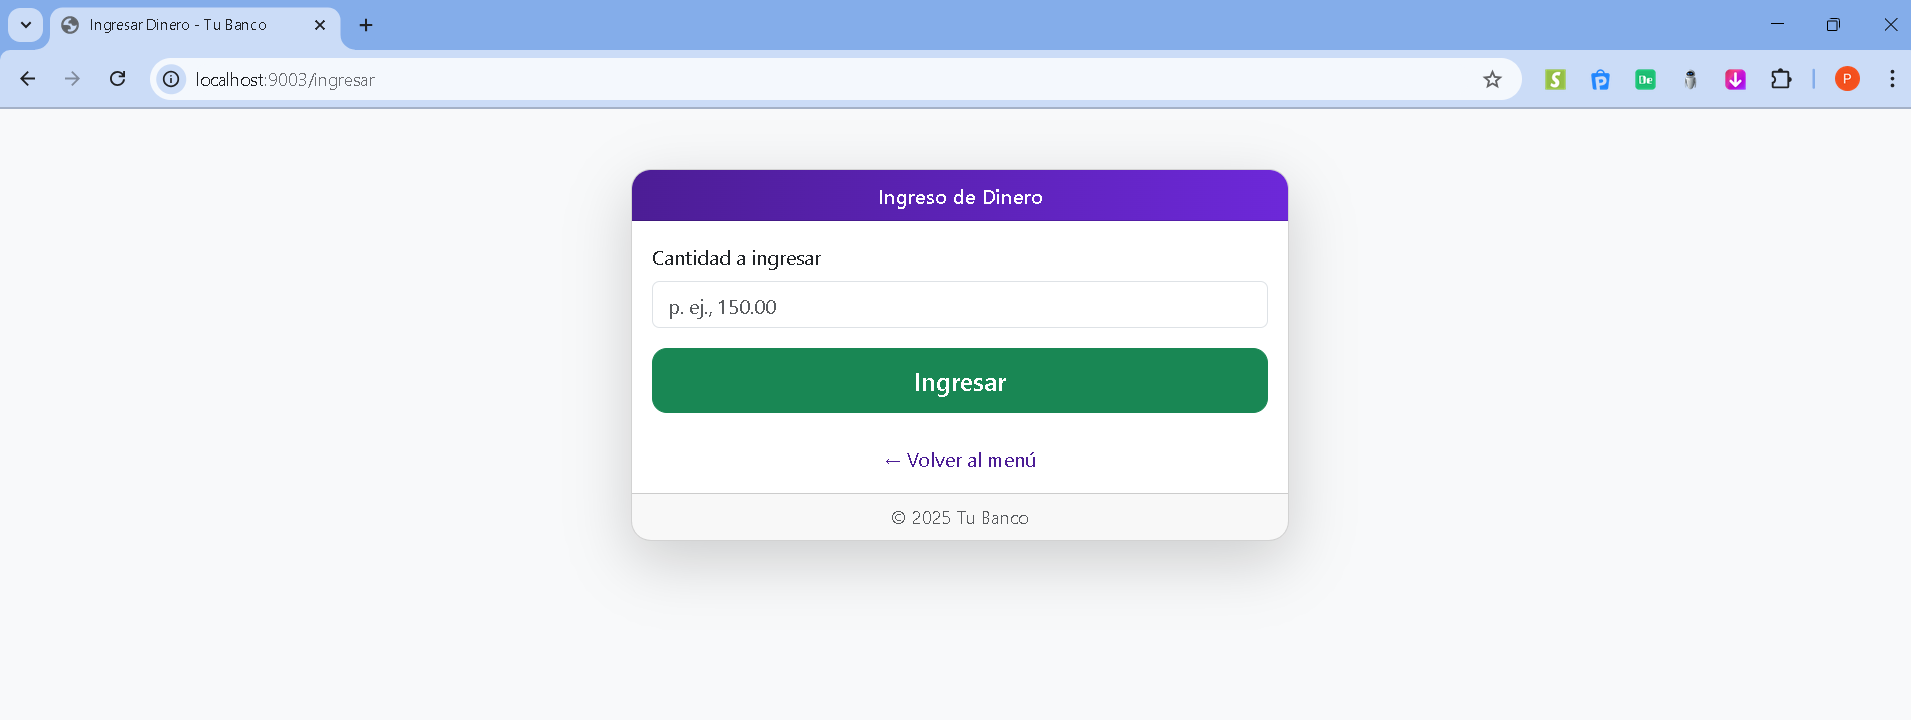 Ingresar Dinero - Tu Banco
localhost:9003/ingresar
S
P
De
P
Ingreso de Dinero
Cantidad a ingresar
p. ej., 150.00
Ingresar
← Volver al menú
© 2025 Tu Banco